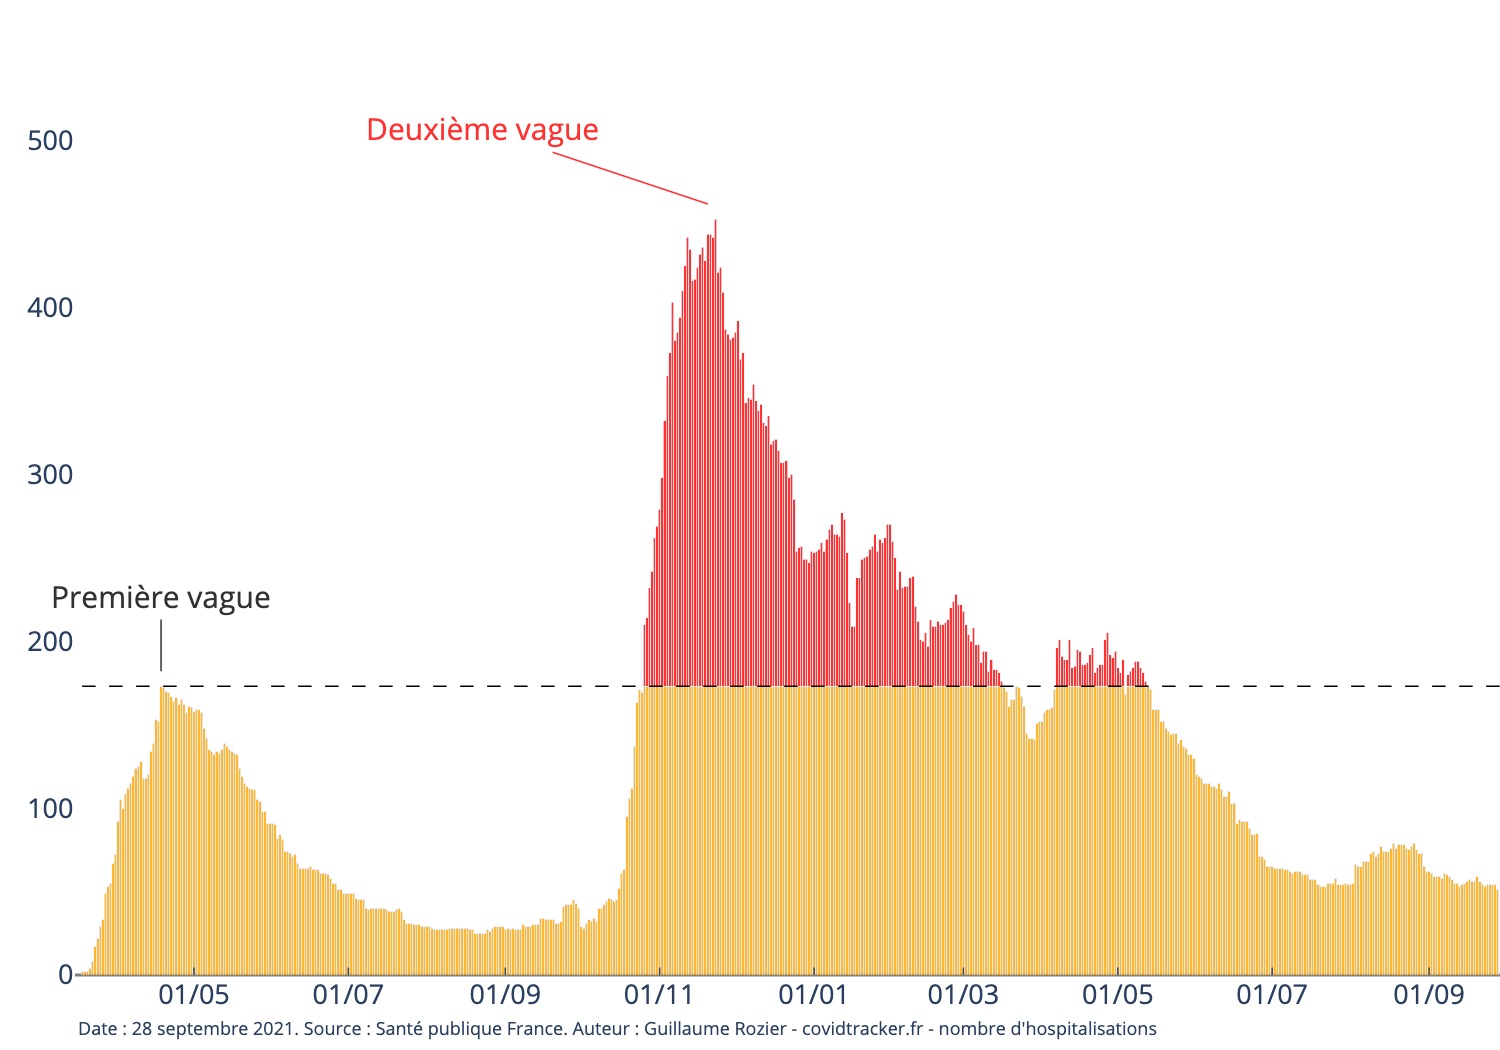 500
Deuxième vague
400
300
Première vague
200
100
0
01/05 01/07 01/09 01/11 01/01 01/03 01/05 01/07 01/09
Date : 28 septembre 2021. Source : Santé publique France. Auteur : Guillaume Rozier - covidtracker.fr - nombre d'hospitalisations